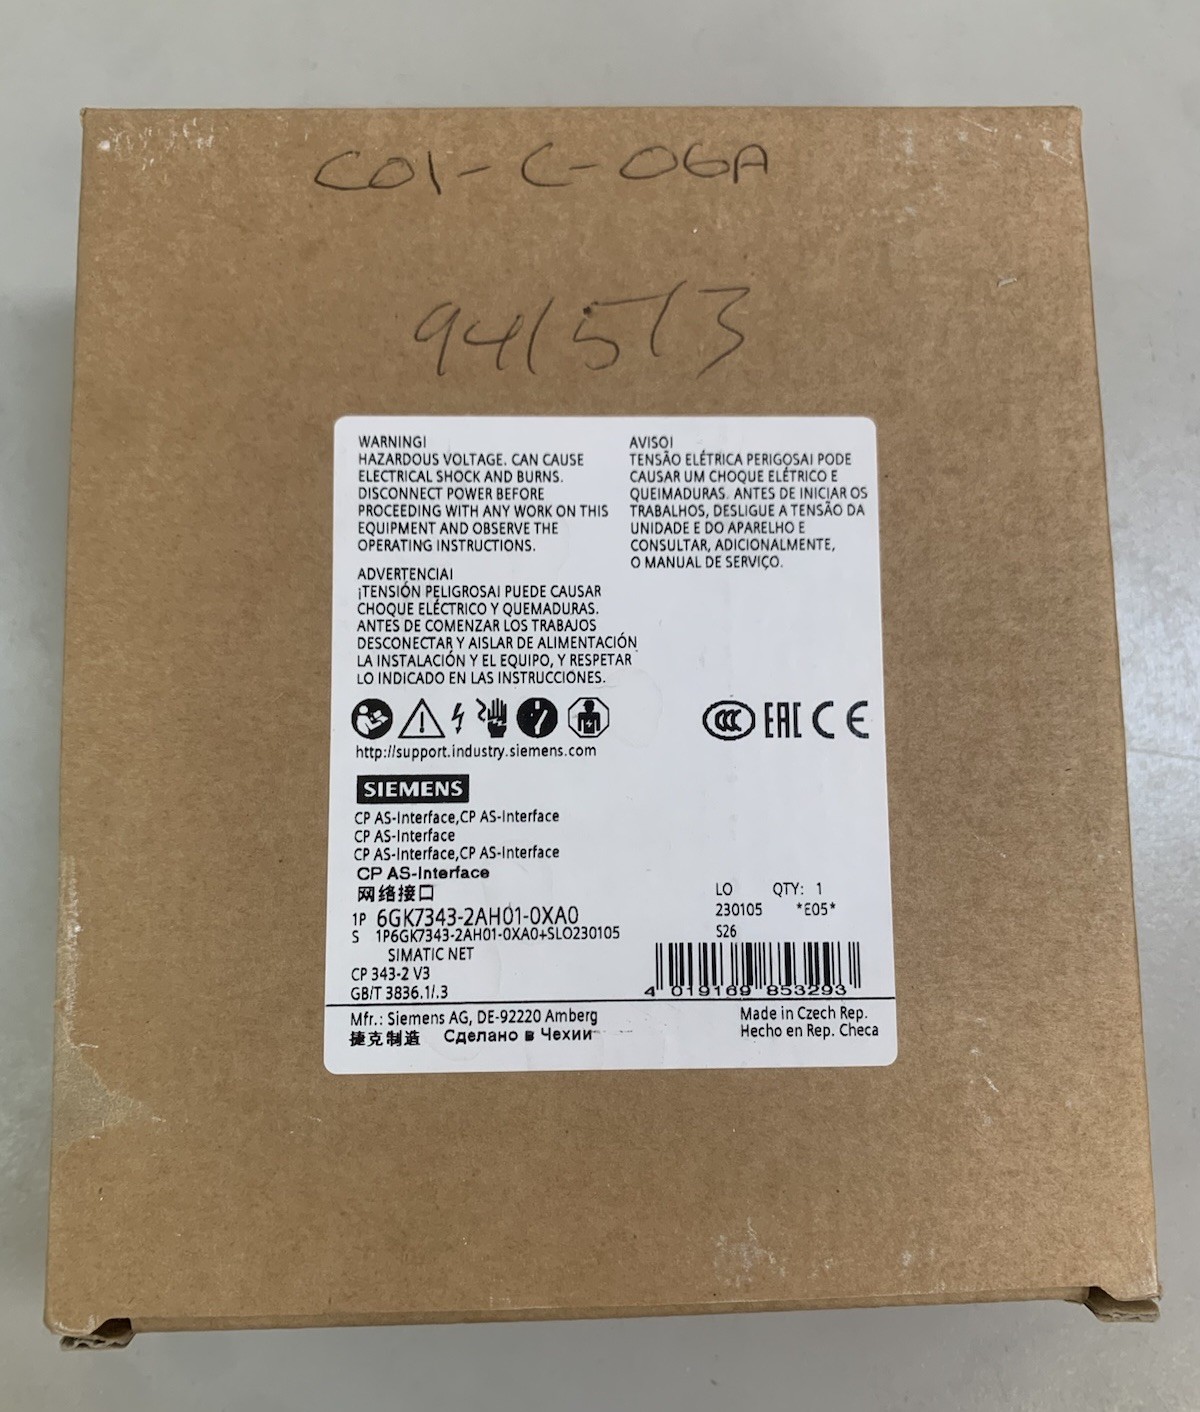 C01-C-06A
941513
WARNING!
HAZARDOUS VOLTAGE. CAN CAUSE
ELECTRICAL SHOCK AND BURNS.
DISCONNECT POWER BEFORE
PROCEEDING WITH ANY WORK ON THIS
EQUIPMENT AND OBSERVE THE
OPERATING INSTRUCTIONS.
ADVERTENCIA!
¡TENSIÓN PELIGROSA! PUEDE CAUSAR
CHOQUE ELÉCTRICO Y QUEMADURAS.
ANTES DE COMENZAR LOS TRABAJOS
DESCONECTAR Y AISLAR DE ALIMENTACIÓN
LA INSTALACIÓN Y EL EQUIPO, Y RESPETAR
LO INDICADO EN LAS INSTRUCCIONES.
AVISO!
TENSÃO ELÉTRICA PERIGOSA! PODE
CAUSAR UM CHOQUE ELÉTRICO E
QUEIMADURAS. ANTES DE INICIAR OS
TRABALHOS, DESLIGUE A TENSÃO DA
UNIDADE E DO APARELHO E
CONSULTAR, ADICIONALMENTE,
O MANUAL DE SERVIÇO.
CCC EAC CE
http://support.industry.siemens.com
SIEMENS
CP AS-Interface,CP AS-Interface
CP AS-Interface
CP AS-Interface,CP AS-Interface
CP AS-Interface
网络接口
1P 6GK7343-2AH01-0XA0
S 1P6GK7343-2AH01-0XA0+SLO230105
SIMATIC NET
CP 343-2 V3
GB/T 3836.1/.3
LO QTY: 1
230105 *E05*
S26
4 019169 853293
Mfr.: Siemens AG, DE-92220 Amberg
捷克制造 Сделано в Чехии
Made in Czech Rep.
Hecho en Rep. Checa